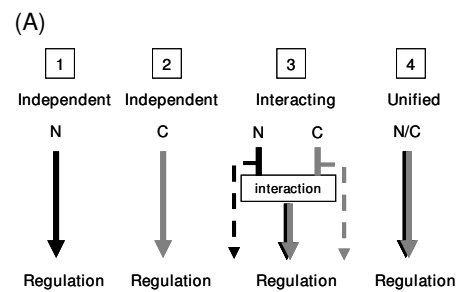 (A)
1 2 3 4
Independent Independent Interacting Unified
N C N C N/C
interaction
Regulation Regulation Regulation Regulation